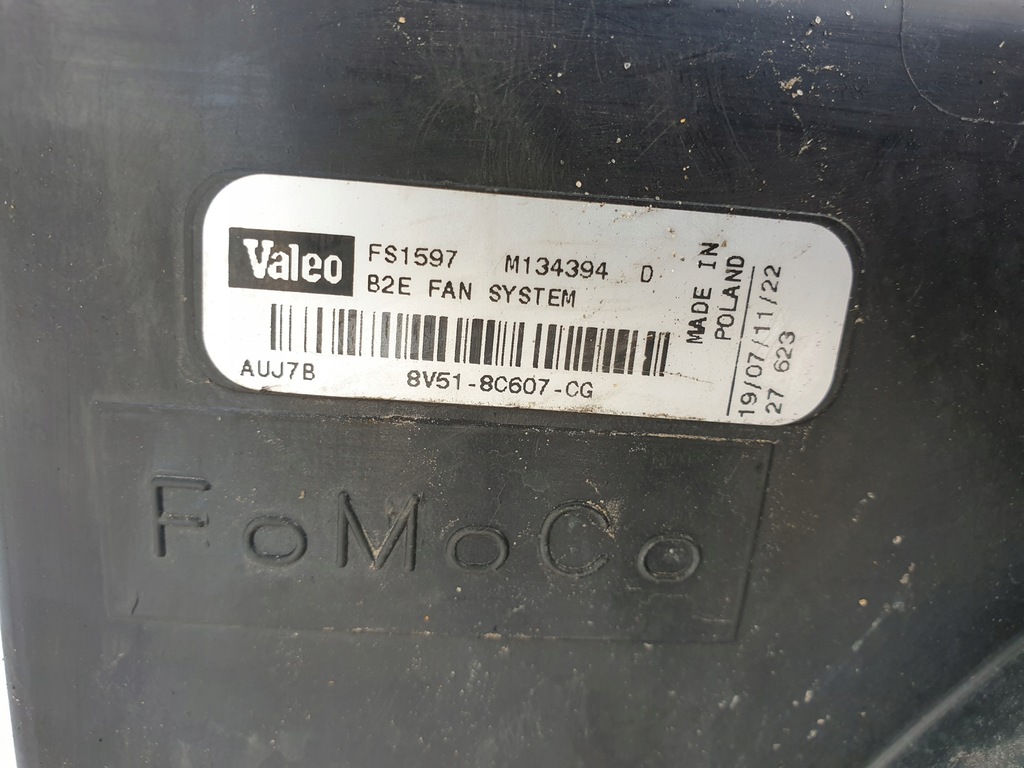 Valeo
FS1597 M134394 D
B2E FAN SYSTEM
AUJ7B 8V51-8C607-CG
MADE IN
POLAND
19/07/11/22
27 623
FoMoCo